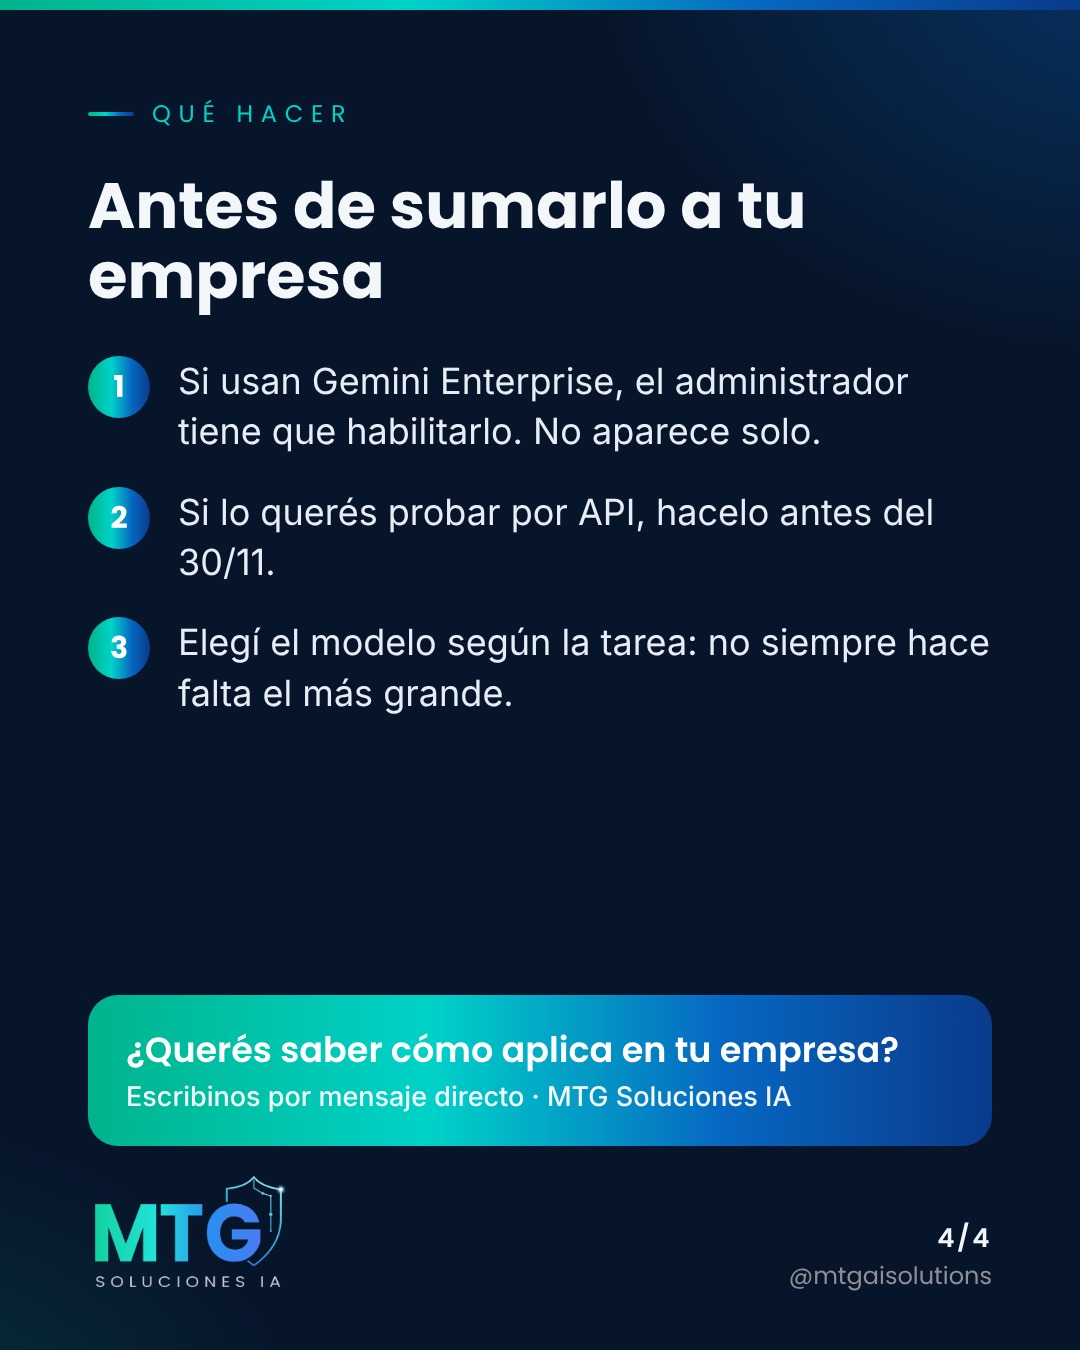 QUÉ HACER
Antes de sumarlo a tu
empresa
1
Si usan Gemini Enterprise, el administrador
tiene que habilitarlo. No aparece solo.
2
Si lo querés probar por API, hacelo antes del
30/11.
3
Elegí el modelo según la tarea: no siempre hace
falta el más grande.
¿Querés saber cómo aplica en tu empresa?
Escribinos por mensaje directo · MTG Soluciones IA
MTG
SOLUCIONES IA
4/4
@mtgaisolutions